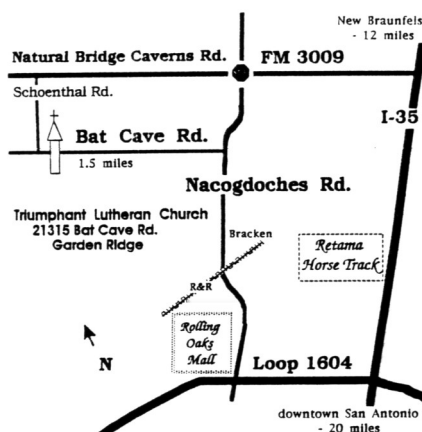 New Braunfels
- 12 miles
Natural Bridge Caverns Rd.
FM 3009
Schoenthal Rd.
I-35
Bat Cave Rd.
1.5 miles
Nacogdoches Rd.
Triumphant Lutheran Church
21315 Bat Cave Rd.
Garden Ridge
Bracken
Retama
Horse Track
R&R
Rolling
Oaks
Mall
N
Loop 1604
downtown San Antonio
- 20 miles